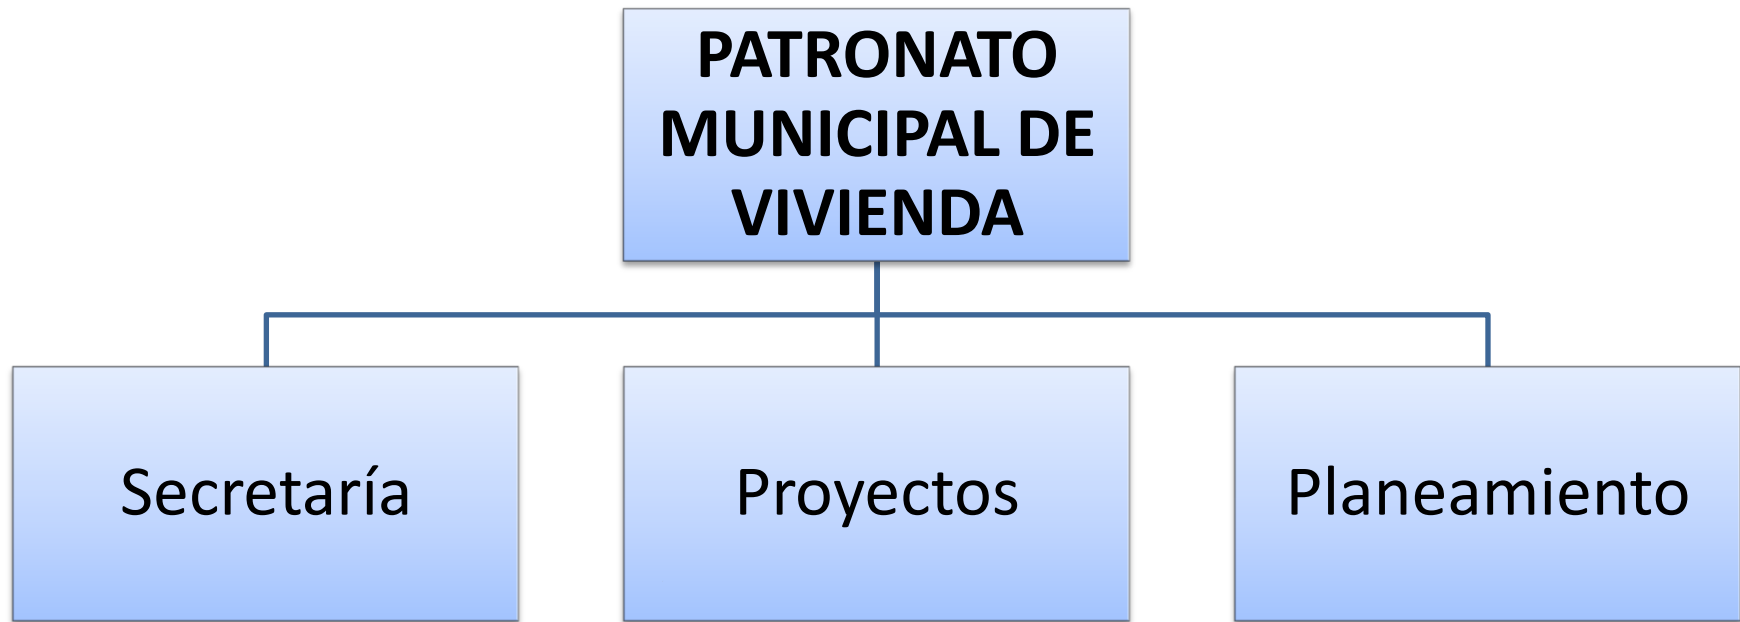 PATRONATO
MUNICIPAL DE
VIVIENDA
Secretaría
Proyectos
Planeamiento